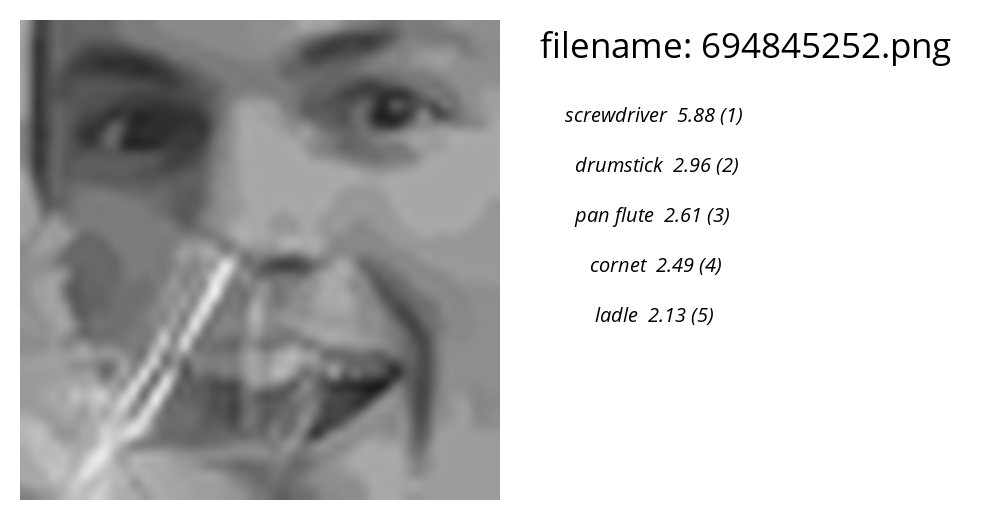 filename: 694845252.png
screwdriver 5.88 (1)
drumstick 2.96 (2)
pan flute 2.61 (3)
cornet 2.49 (4)
ladle 2.13 (5)